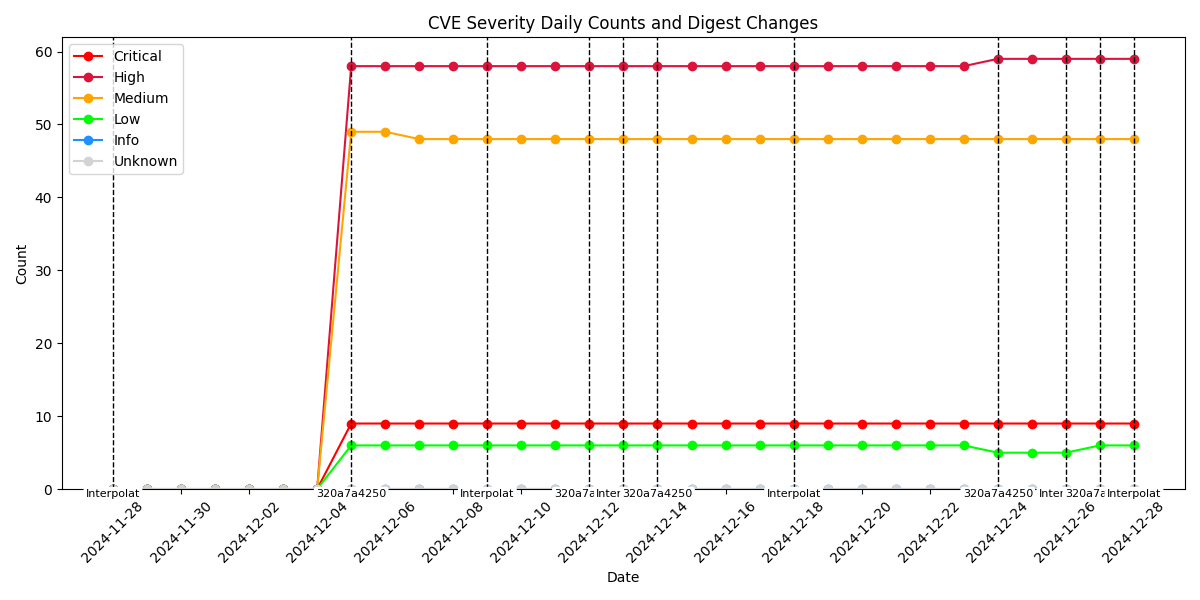 CVE Severity Daily Counts and Digest Changes
Critical
High
Medium
Low
Info
Unknown
60
50
40
30
20
10
0
Count
Interpolat
320a7a4250
Interpolat
320a7a
Inter
320a7a4250
Interpolat
320a7a4250
Inter
320a7
Interpolat
2024-11-28
2024-11-30
2024-12-02
2024-12-04
2024-12-06
2024-12-08
2024-12-10
2024-12-12
2024-12-14
2024-12-16
2024-12-18
2024-12-20
2024-12-22
2024-12-24
2024-12-26
2024-12-28
Date